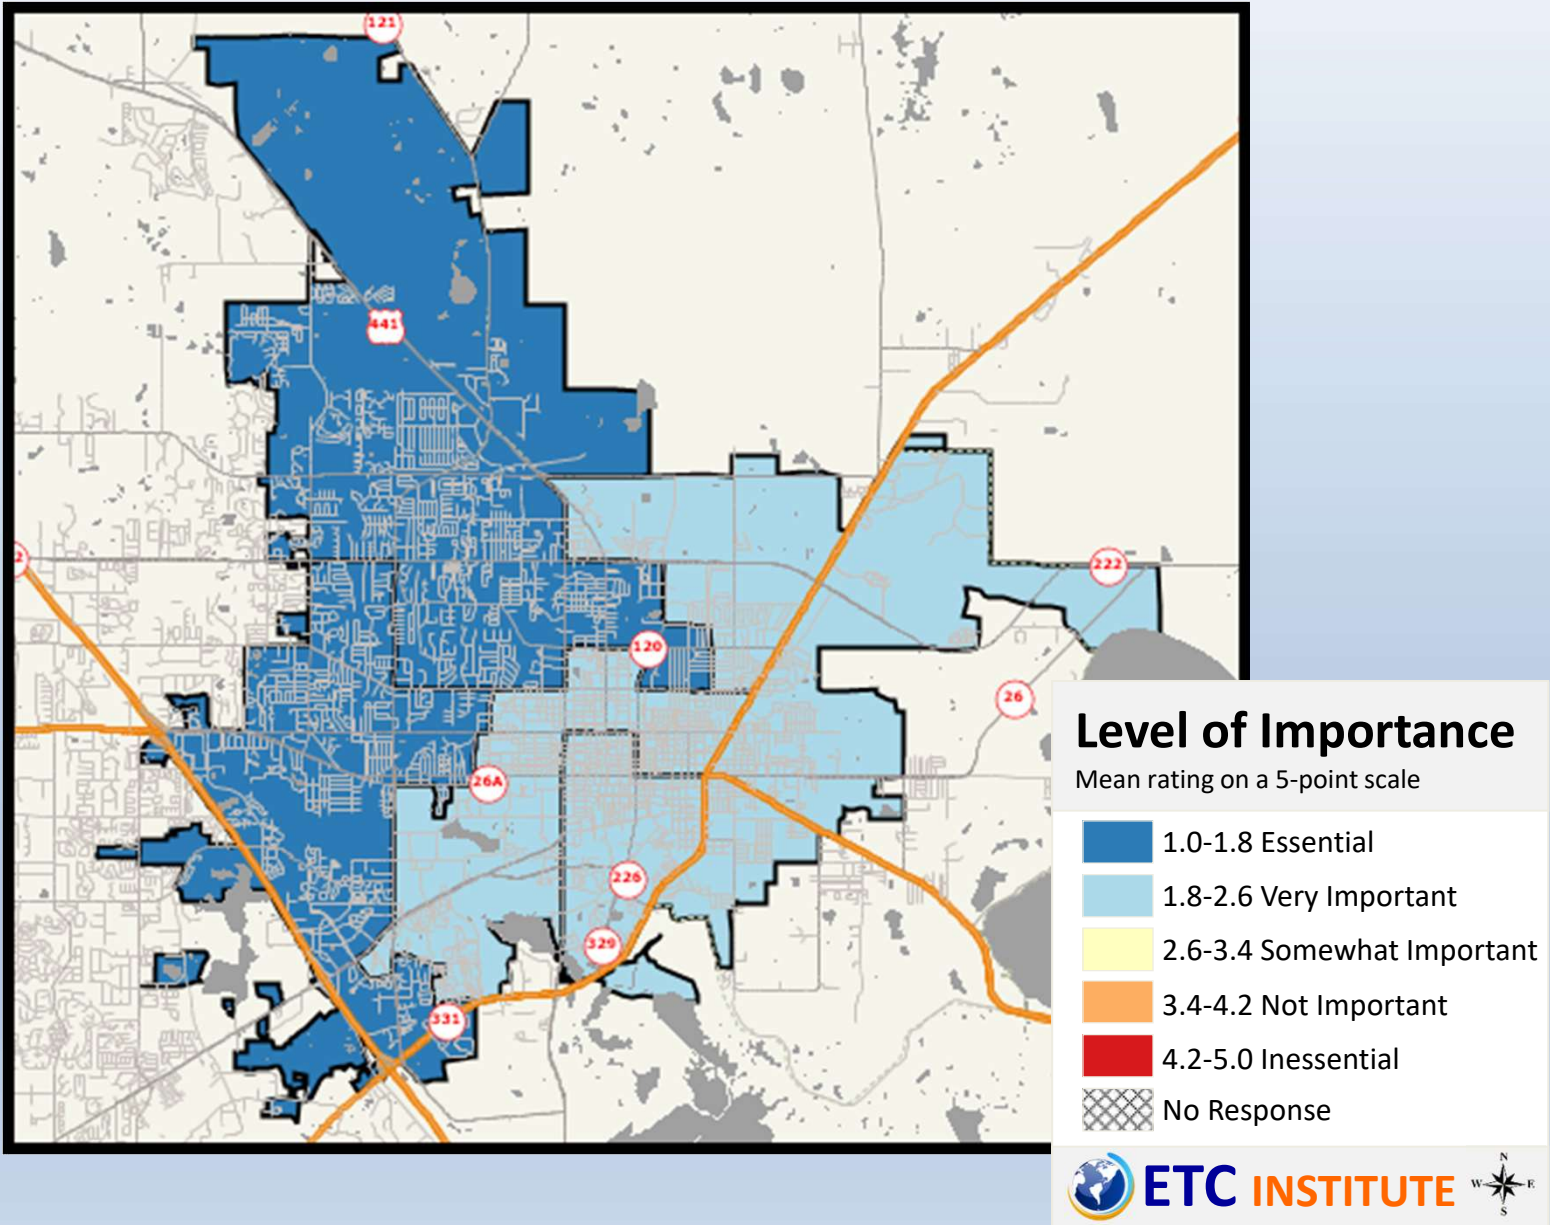 121
441
2
222
120
26
26A
226
329
331
Level of Importance
Mean rating on a 5-point scale
1.0-1.8 Essential
1.8-2.6 Very Important
2.6-3.4 Somewhat Important
3.4-4.2 Not Important
4.2-5.0 Inessential
No Response
ETC INSTITUTE
N
W E
S